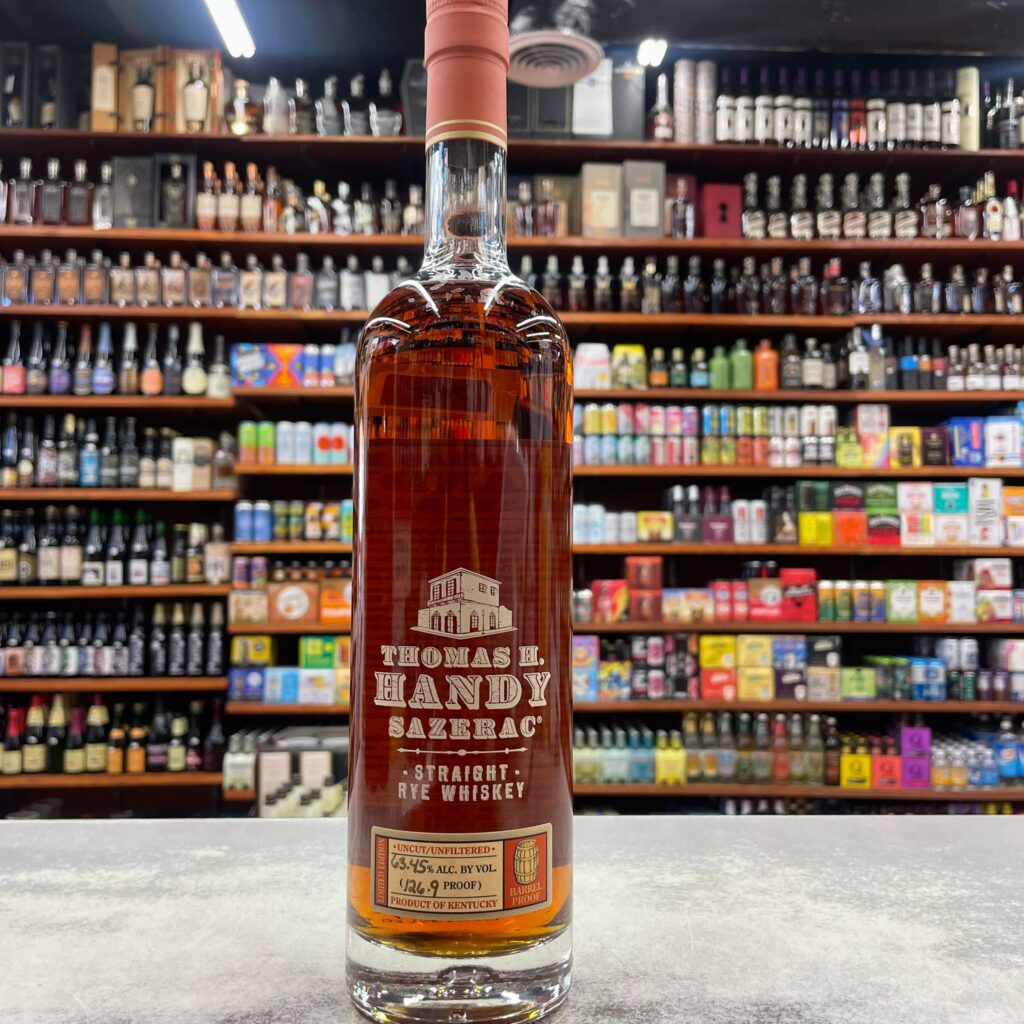 THOMAS H.
HANDY
SAZERAC®
· STRAIGHT ·
RYE WHISKEY
LIMITED EDITION
· UNCUT/UNFILTERED ·
63.45% ALC. BY VOL.
(126.9 PROOF)
PRODUCT OF KENTUCKY
BARREL
PROOF